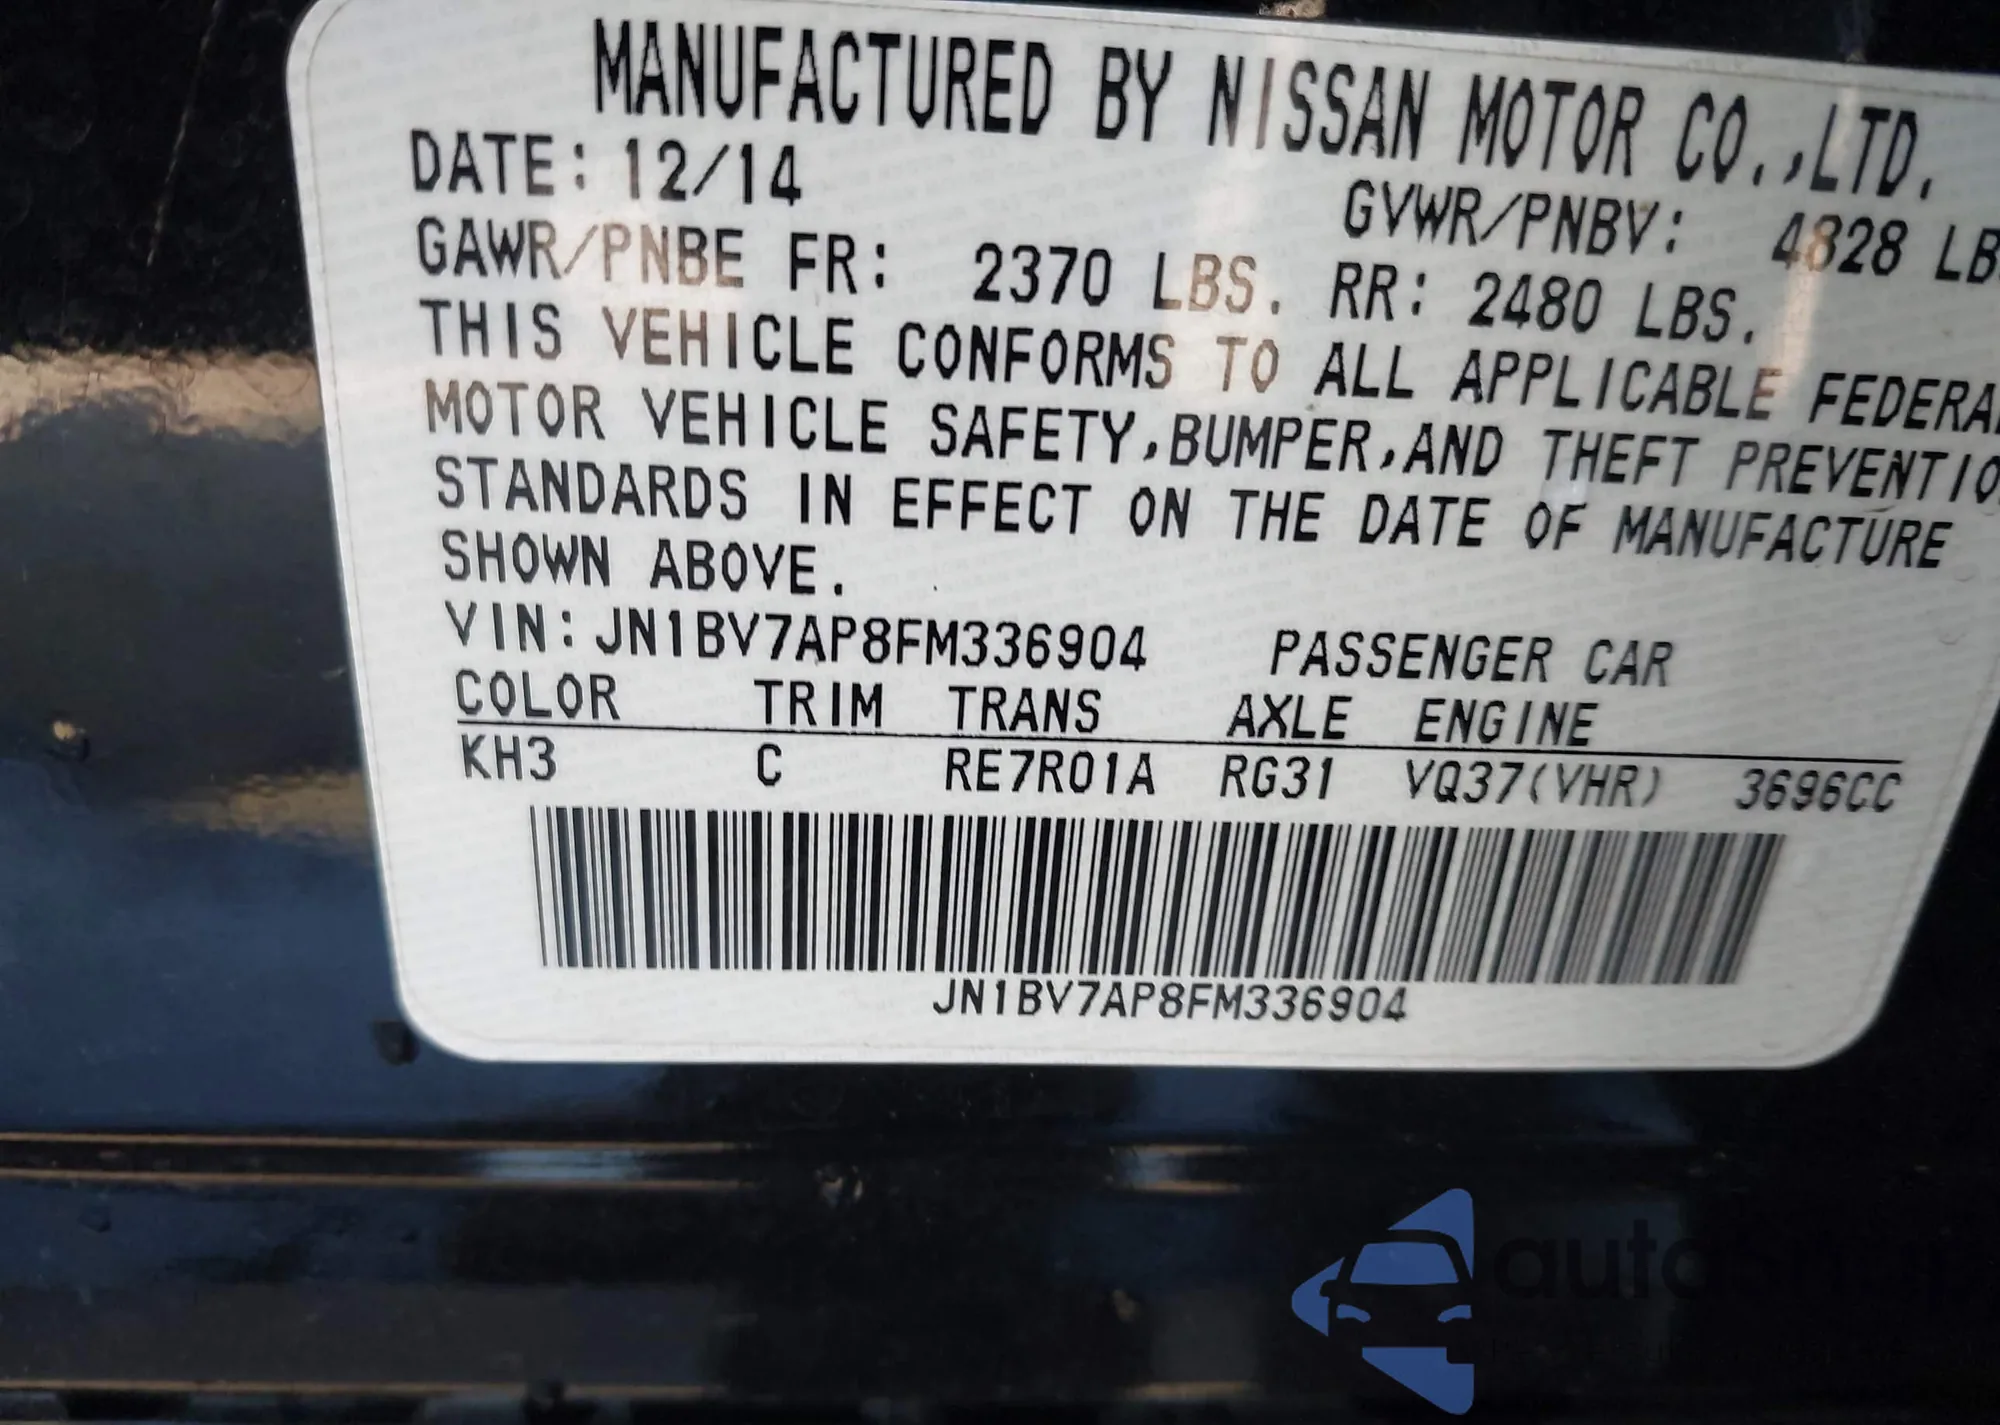 MANUFACTURED BY NISSAN MOTOR CO.,LTD.
DATE: 12/14
GVWR/PNBV: 4828 LB
GAWR/PNBE FR: 2370 LBS. RR: 2480 LBS.
THIS VEHICLE CONFORMS TO ALL APPLICABLE FEDERA
MOTOR VEHICLE SAFETY,BUMPER,AND THEFT PREVENTIO
STANDARDS IN EFFECT ON THE DATE OF MANUFACTURE
SHOWN ABOVE.
VIN: JN1BV7AP8FM336904 PASSENGER CAR
COLOR TRIM TRANS AXLE ENGINE
KH3 C RE7R01A RG31 VQ37(VHR) 3696CC
JN1BV7AP8FM336904